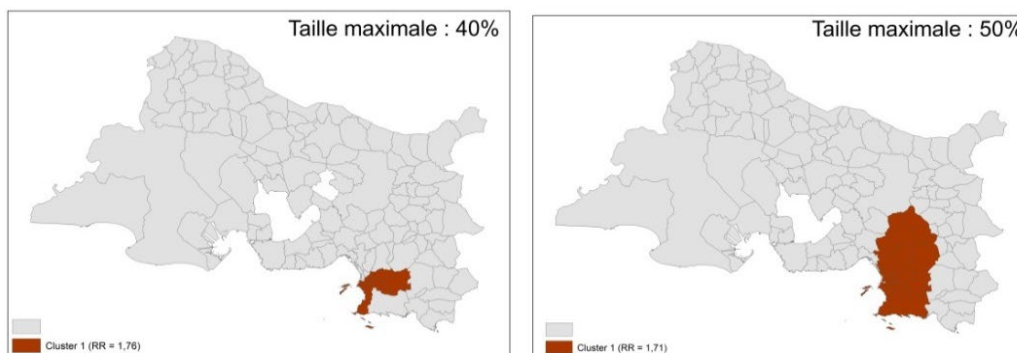 Taille maximale : 40%
Cluster 1 (RR = 1,76)
Taille maximale : 50%
Cluster 1 (RR = 1,71)